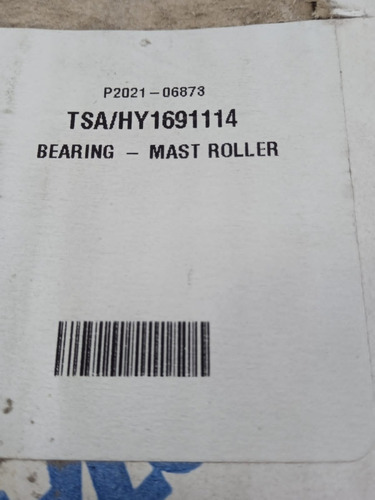 P2021-06873
TSA/HY1691114
BEARING - MAST ROLLER